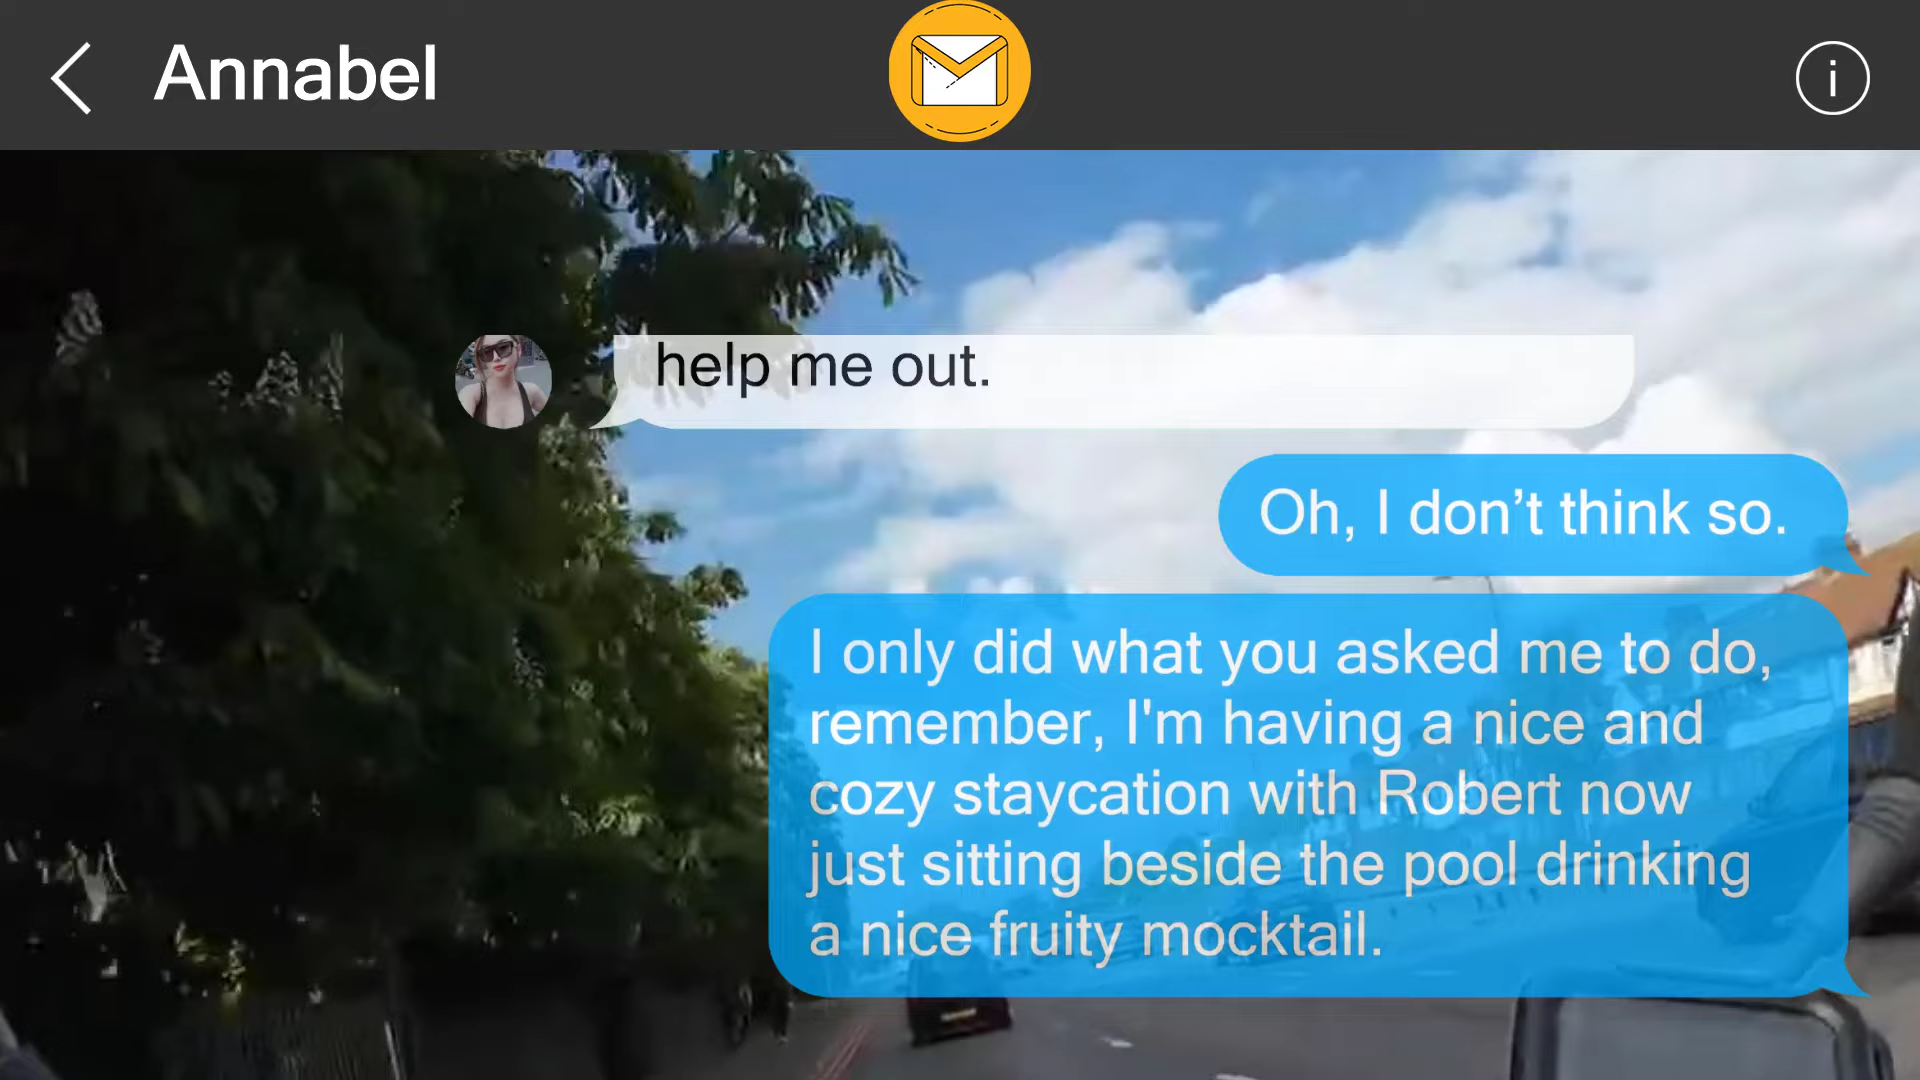 Annabel
i
help me out.
Oh, I don’t think so.
I only did what you asked me to do,
remember, I'm having a nice and
cozy staycation with Robert now
just sitting beside the pool drinking
a nice fruity mocktail.